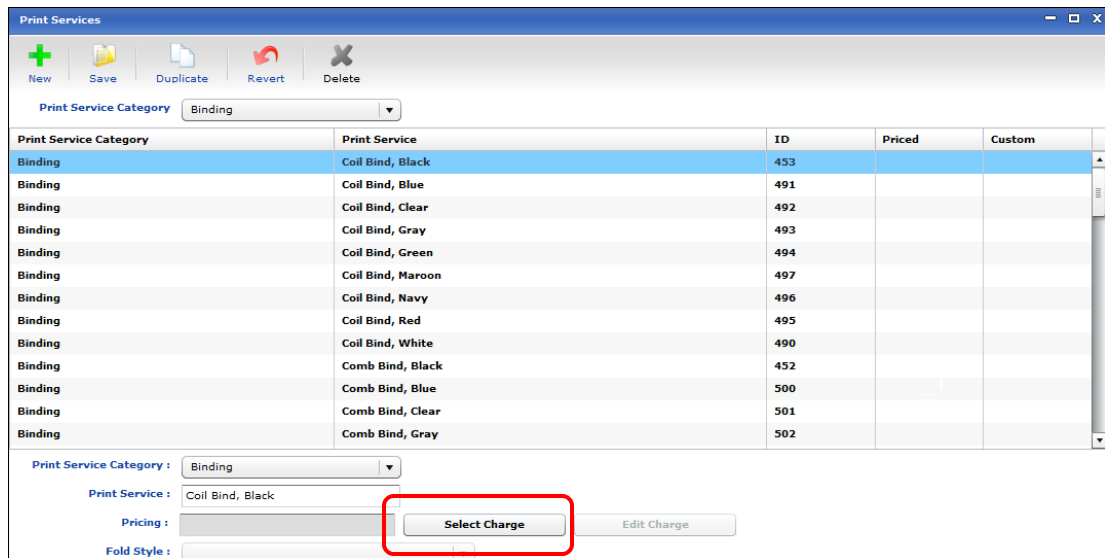 Print Services
New Save Duplicate Revert Delete
Print Service Category Binding
Print Service Category Print Service ID Priced Custom
Binding Coil Bind, Black 453
Binding Coil Bind, Blue 491
Binding Coil Bind, Clear 492
Binding Coil Bind, Gray 493
Binding Coil Bind, Green 494
Binding Coil Bind, Maroon 497
Binding Coil Bind, Navy 496
Binding Coil Bind, Red 495
Binding Coil Bind, White 490
Binding Comb Bind, Black 452
Binding Comb Bind, Blue 500
Binding Comb Bind, Clear 501
Binding Comb Bind, Gray 502
Print Service Category : Binding
Print Service : Coil Bind, Black
Pricing : Select Charge Edit Charge
Fold Style :